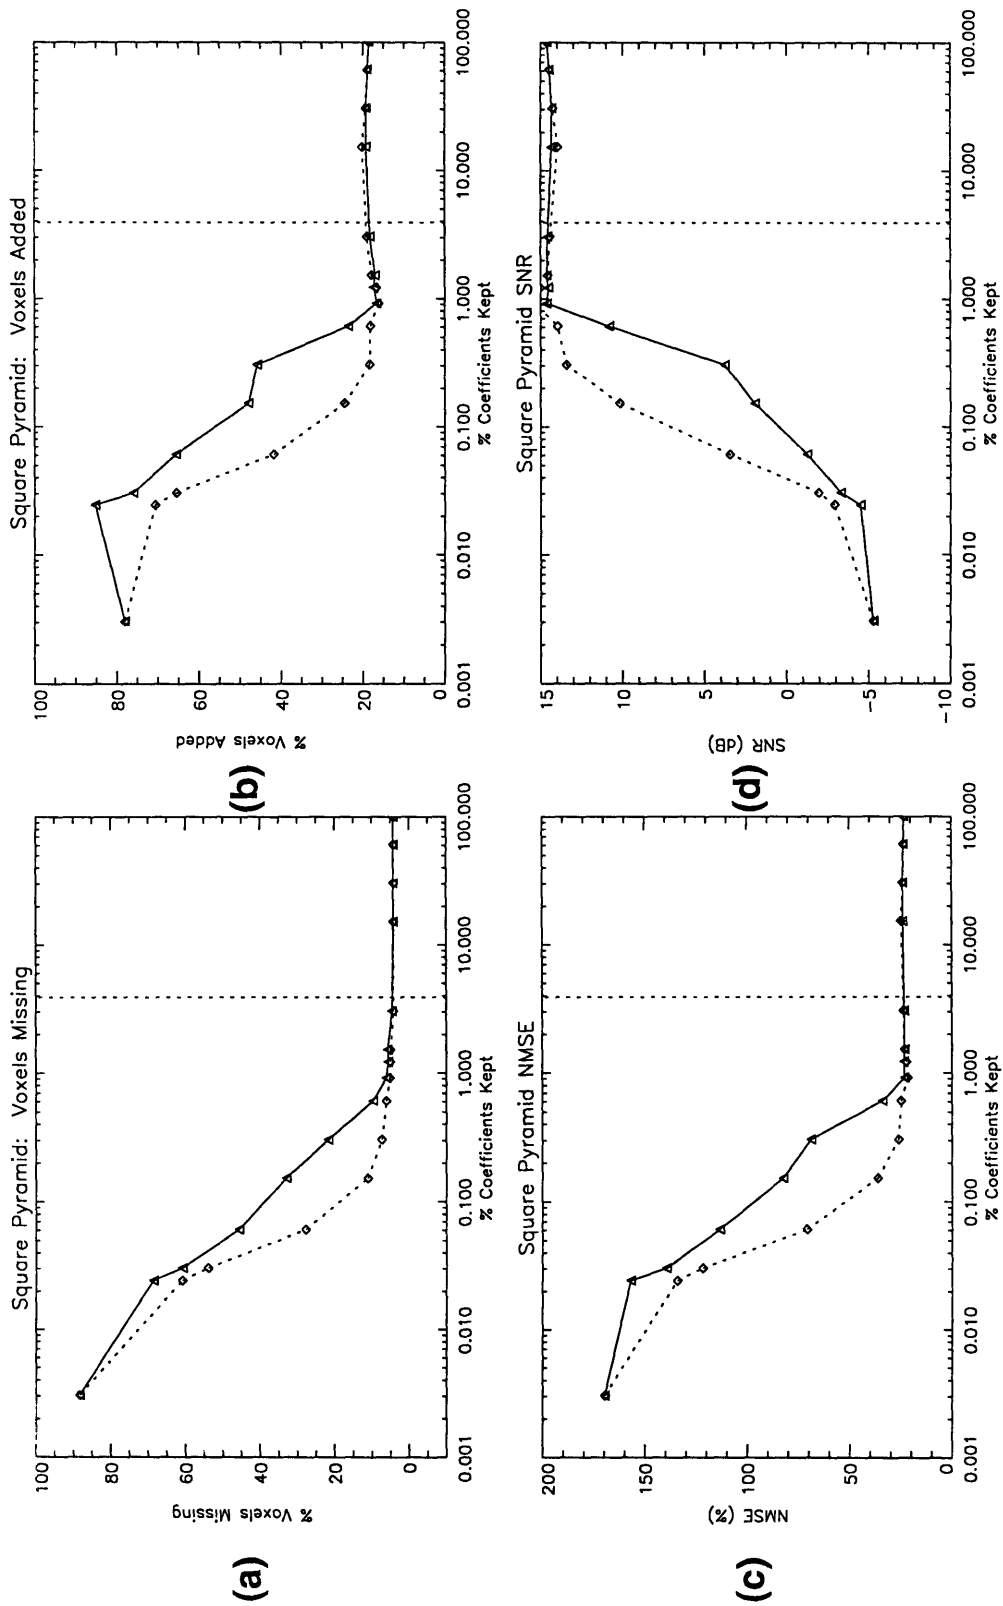 (a)
Square Pyramid: Voxels Missing
% Voxels Missing
100
80
60
40
20
0
0.001 0.010 0.100 1.000 10.000 100.000
% Coefficients Kept
(b)
Square Pyramid: Voxels Added
% Voxels Added
100
80
60
40
20
0
0.001 0.010 0.100 1.000 10.000 100.000
% Coefficients Kept
(c)
Square Pyramid NMSE
NMSE (%)
200
150
100
50
0
0.001 0.010 0.100 1.000 10.000 100.000
% Coefficients Kept
(d)
Square Pyramid SNR
SNR (dB)
15
10
5
0
-5
-10
0.001 0.010 0.100 1.000 10.000 100.000
% Coefficients Kept